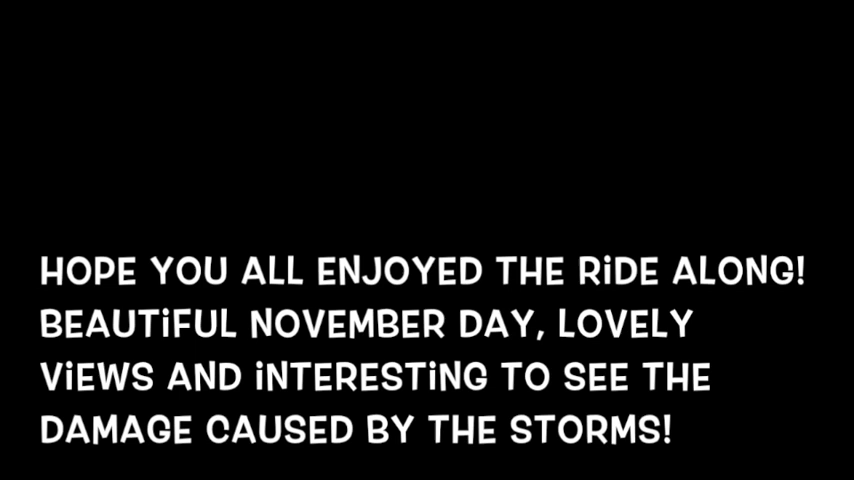 HOPE YOU ALL ENJOYED THE RiDE ALONG!
BEAUTiFUL NOVEMBER DAY, LOVELY
ViEWS AND iNTERESTiNG TO SEE THE
DAMAGE CAUSED BY THE STORMS!